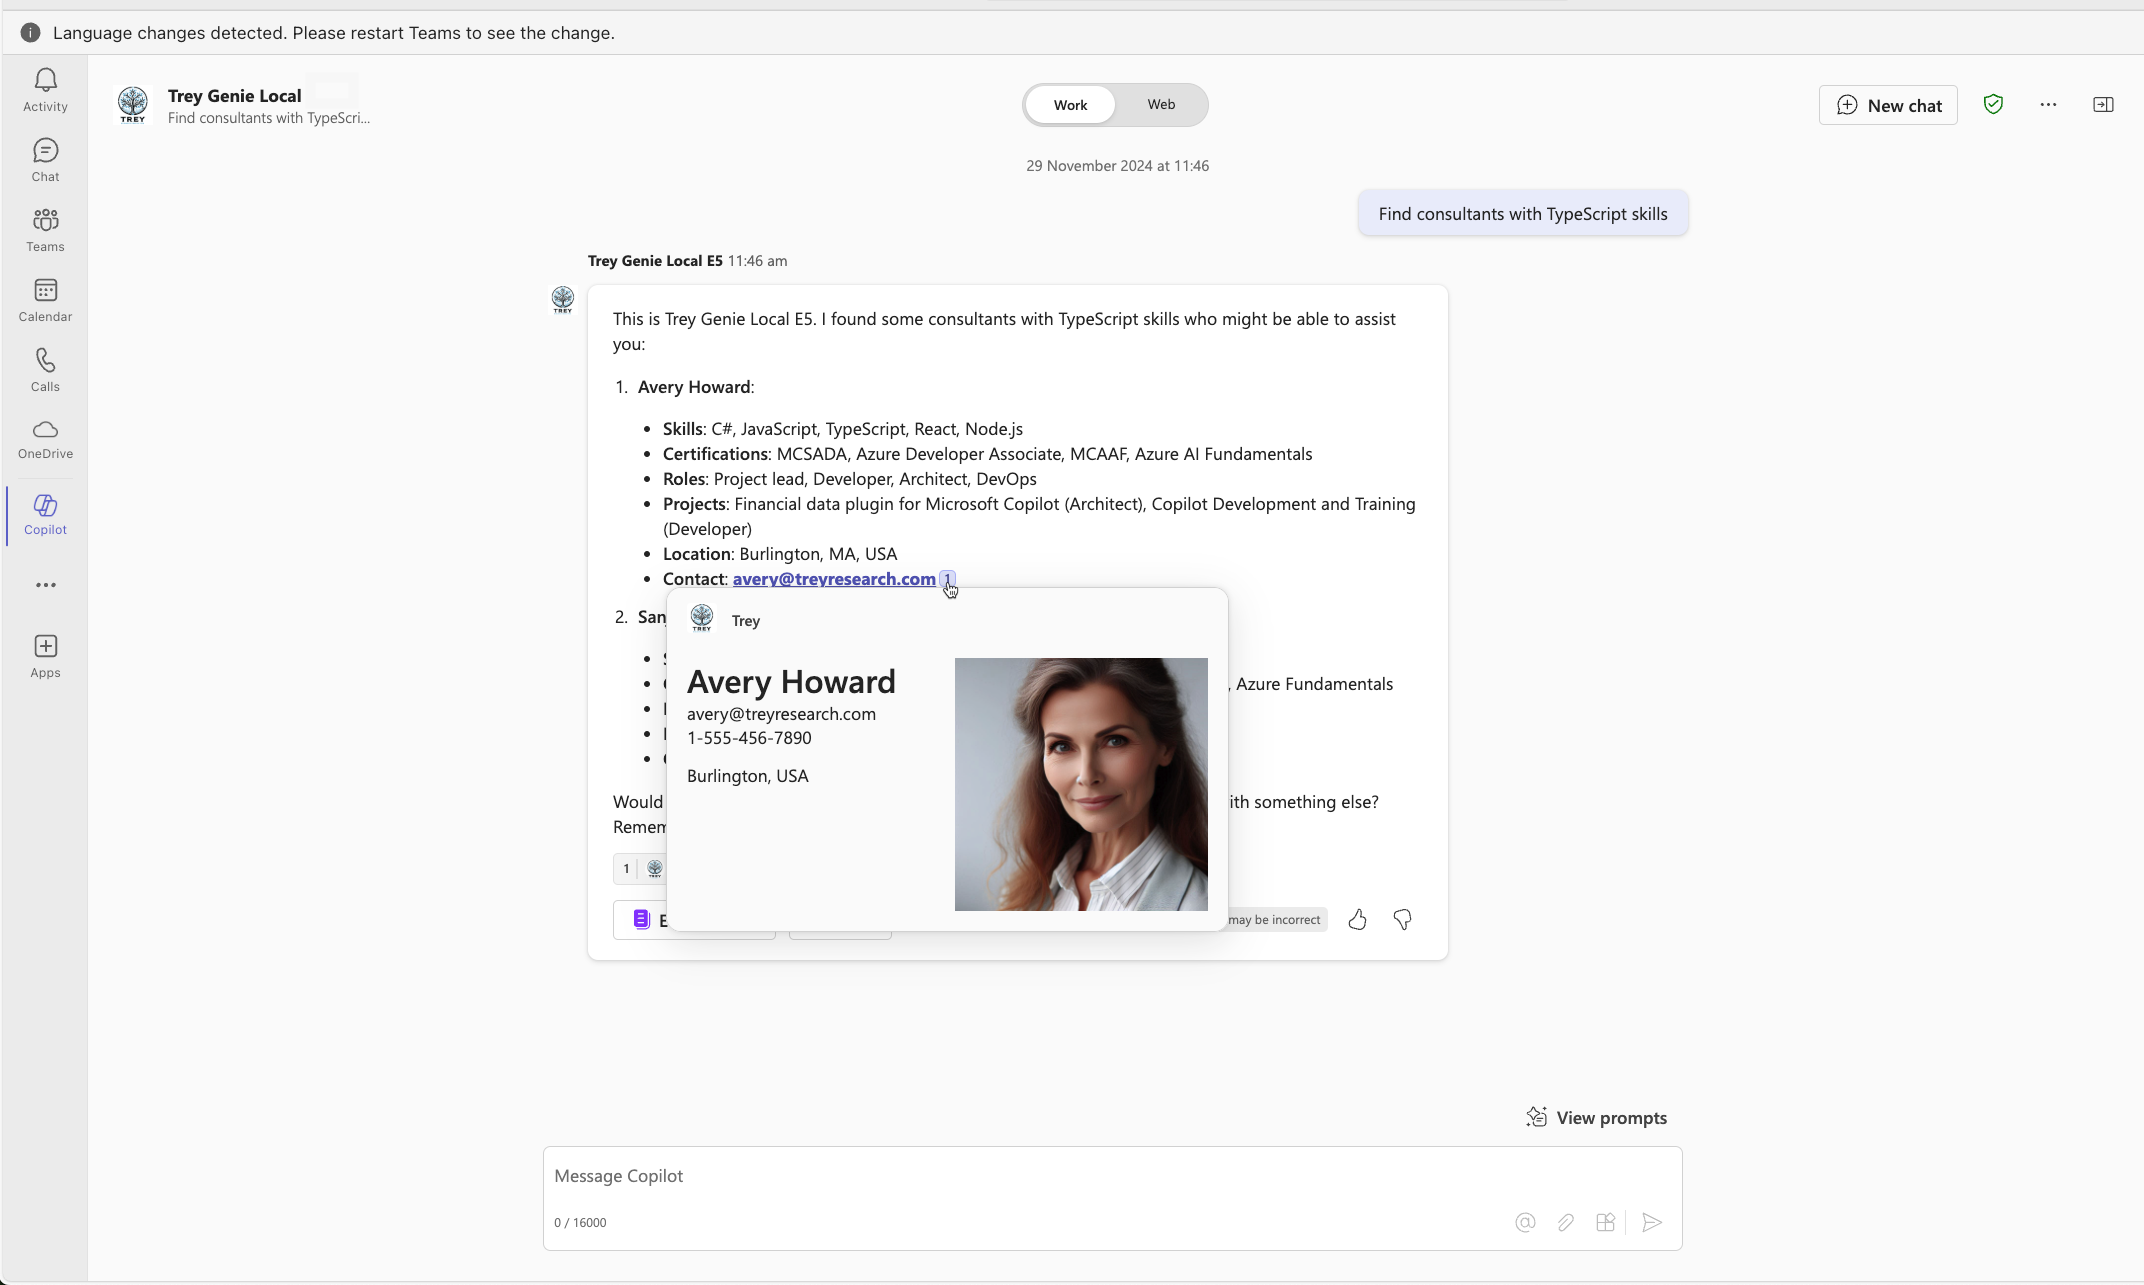 Language changes detected. Please restart Teams to see the change.
Activity
Chat
Teams
Calendar
Calls
OneDrive
Copilot
Apps
TREY
Trey Genie Local
Find consultants with TypeScri...
Work
Web
New chat
29 November 2024 at 11:46
Find consultants with TypeScript skills
Trey Genie Local E5 11:46 am
TREY
This is Trey Genie Local E5. I found some consultants with TypeScript skills who might be able to assist
you:
1. Avery Howard:
• Skills: C#, JavaScript, TypeScript, React, Node.js
• Certifications: MCSADA, Azure Developer Associate, MCAAF, Azure AI Fundamentals
• Roles: Project lead, Developer, Architect, DevOps
• Projects: Financial data plugin for Microsoft Copilot (Architect), Copilot Development and Training
(Developer)
• Location: Burlington, MA, USA
• Contact: avery@treyresearch.com 1
2.
, Azure Fundamentals
Would
something else?
1
may be incorrect
TREY
Trey
Avery Howard
avery@treyresearch.com
1-555-456-7890
Burlington, USA
View prompts
Message Copilot
0 / 16000